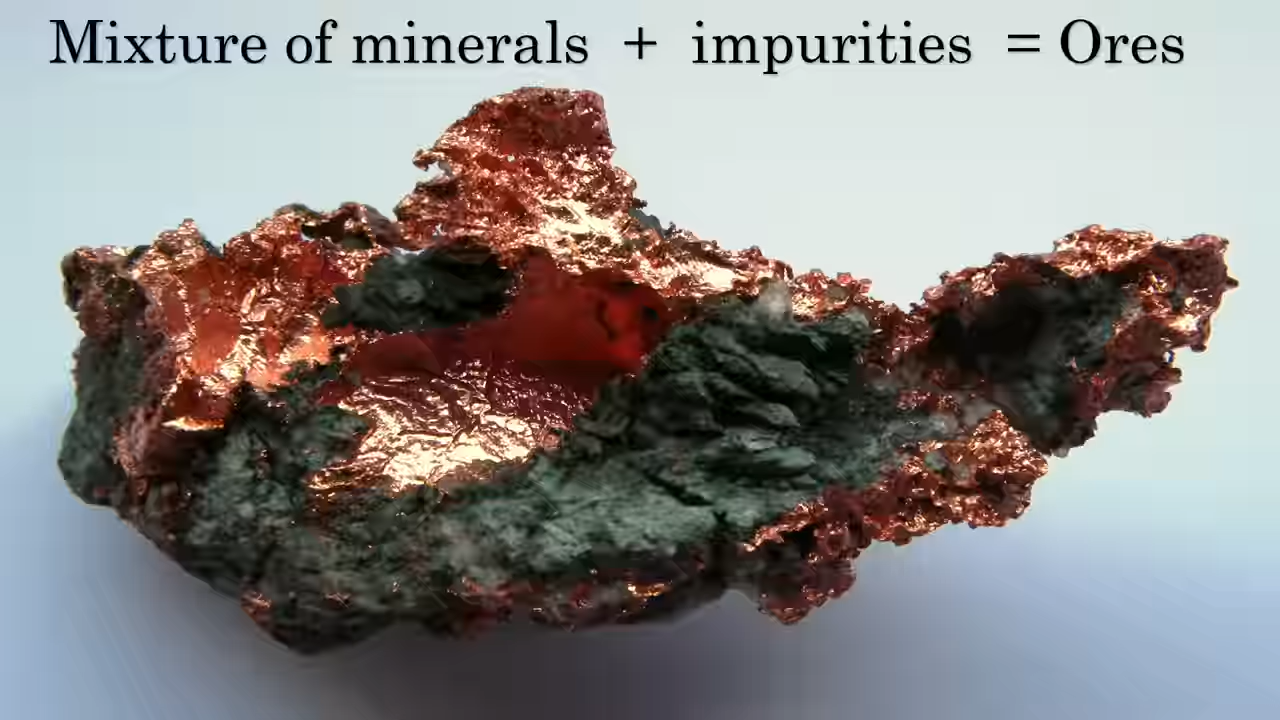 Mixture of minerals + impurities = Ores